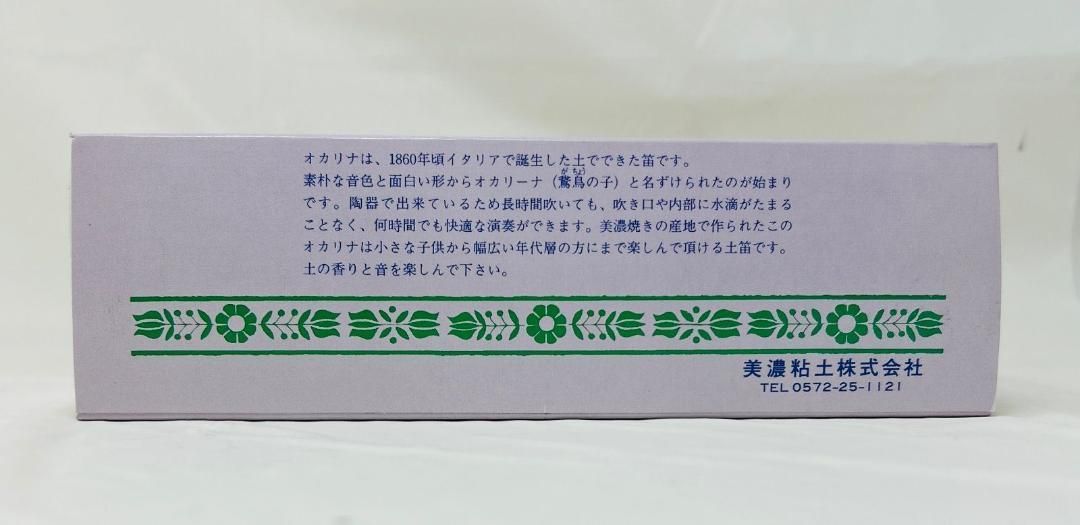 オカリナは、1860年頃イタリアで誕生した土でできた笛です。
素朴な音色と面白い形からオカリーナ（鵞鳥の子）と名ずけられたのが始まり
です。陶器で出来ているため長時間吹いても、吹き口や内部に水滴がたまる
ことなく、何時間でも快適な演奏ができます。美濃焼きの産地で作られたこの
オカリナは小さな子供から幅広い年代層の方にまで楽しんで頂ける土笛です。
土の香りと音を楽しんで下さい。
美濃粘土株式会社
TEL 0572-25-1121